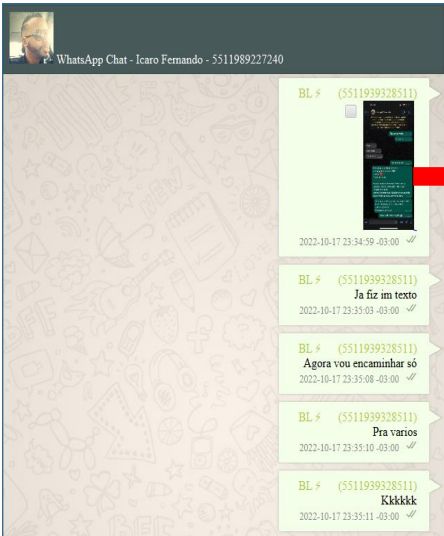 WhatsApp Chat - Icaro Fernando - 5511989227240
BL⚡ (5511939328511)
2022-10-17 23:34:59 -03:00
BL⚡ (5511939328511)
Ja fiz im texto
2022-10-17 23:35:03 -03:00
BL⚡ (5511939328511)
Agora vou encaminhar só
2022-10-17 23:35:08 -03:00
BL⚡ (5511939328511)
Pra varios
2022-10-17 23:35:10 -03:00
BL⚡ (5511939328511)
Kkkkkk
2022-10-17 23:35:11 -03:00